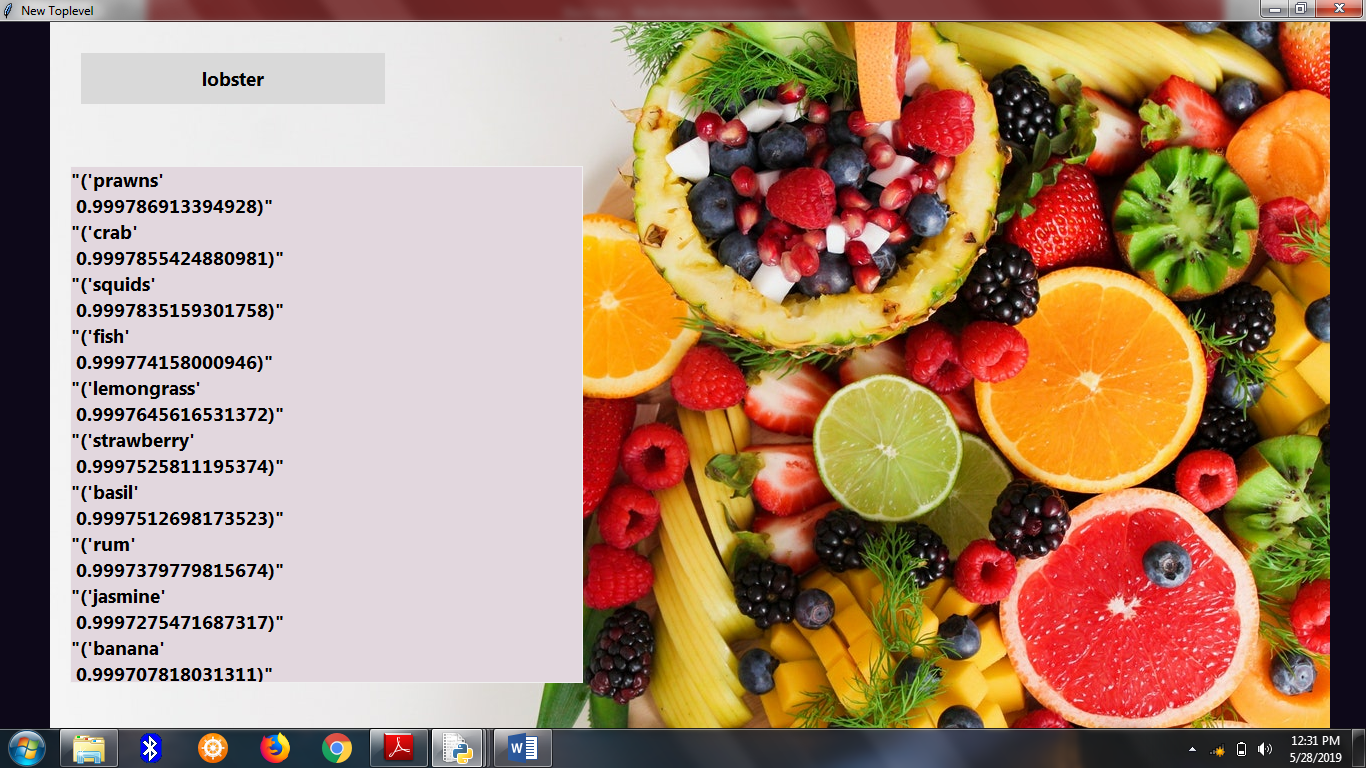 New Toplevel
lobster
"('prawns'
0.999786913394928)"
"('crab'
0.9997855424880981)"
"('squids'
0.9997835159301758)"
"('fish'
0.999774158000946)"
"('lemongrass'
0.9997645616531372)"
"('strawberry'
0.9997525811195374)"
"('basil'
0.9997512698173523)"
"('rum'
0.9997379779815674)"
"('jasmine'
0.9997275471687317)"
"('banana'
0.999707818031311)"
12:31 PM
5/28/2019